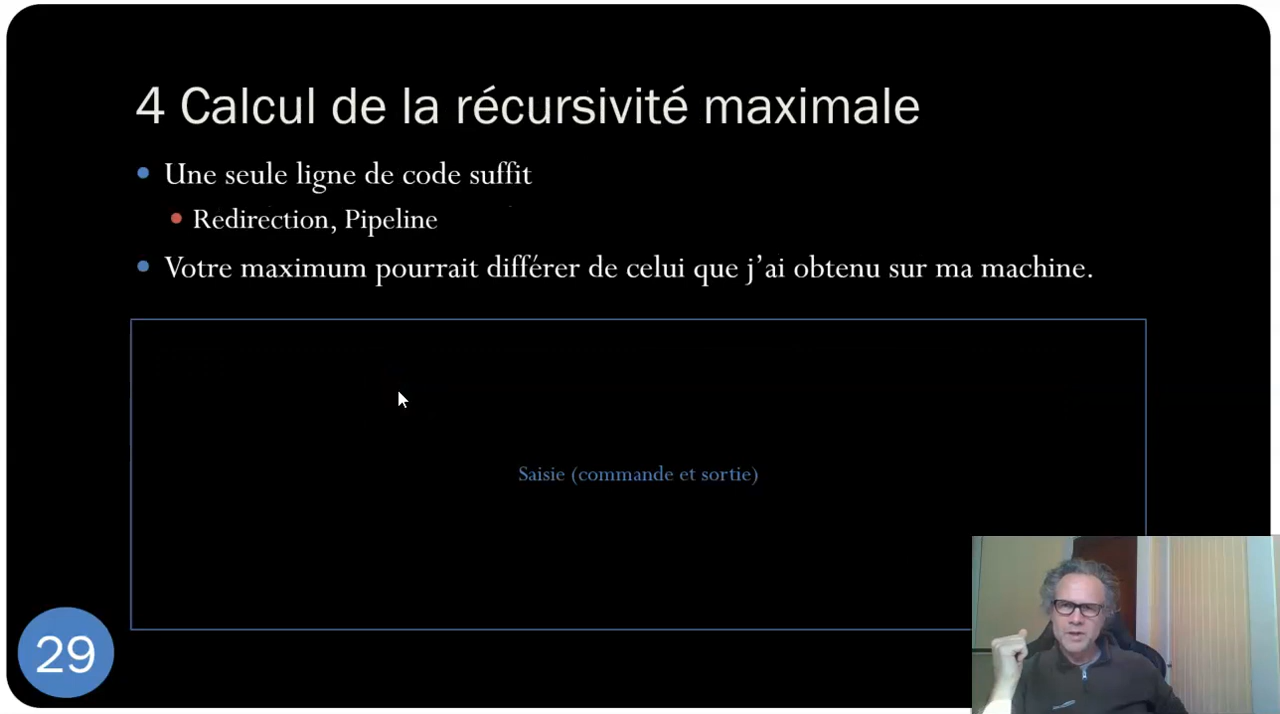 4 Calcul de la récursivité maximale
Une seule ligne de code suffit
Redirection, Pipeline
Votre maximum pourrait différer de celui que j’ai obtenu sur ma machine.
Saisie (commande et sortie)
29